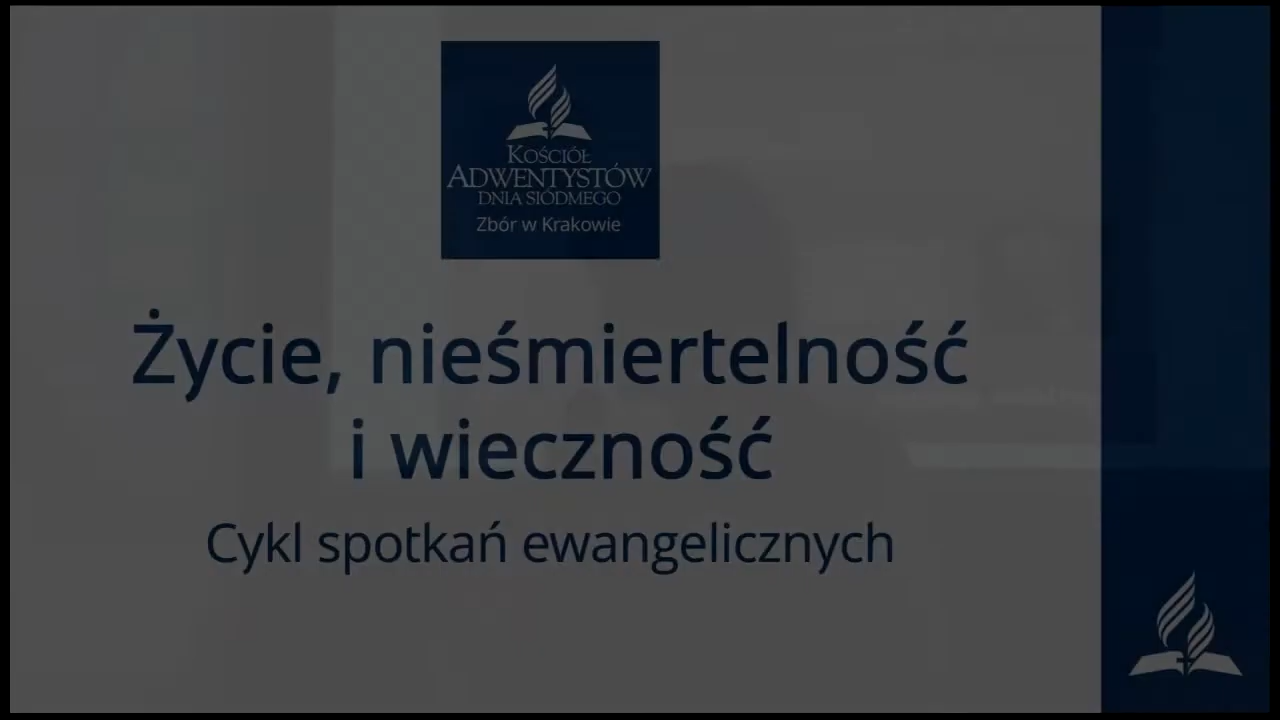 Kościół
Adwentystów
Dnia Siódmego
Zbór w Krakowie
Życie, nieśmiertelność
i wieczność
Cykl spotkań ewangelicznych